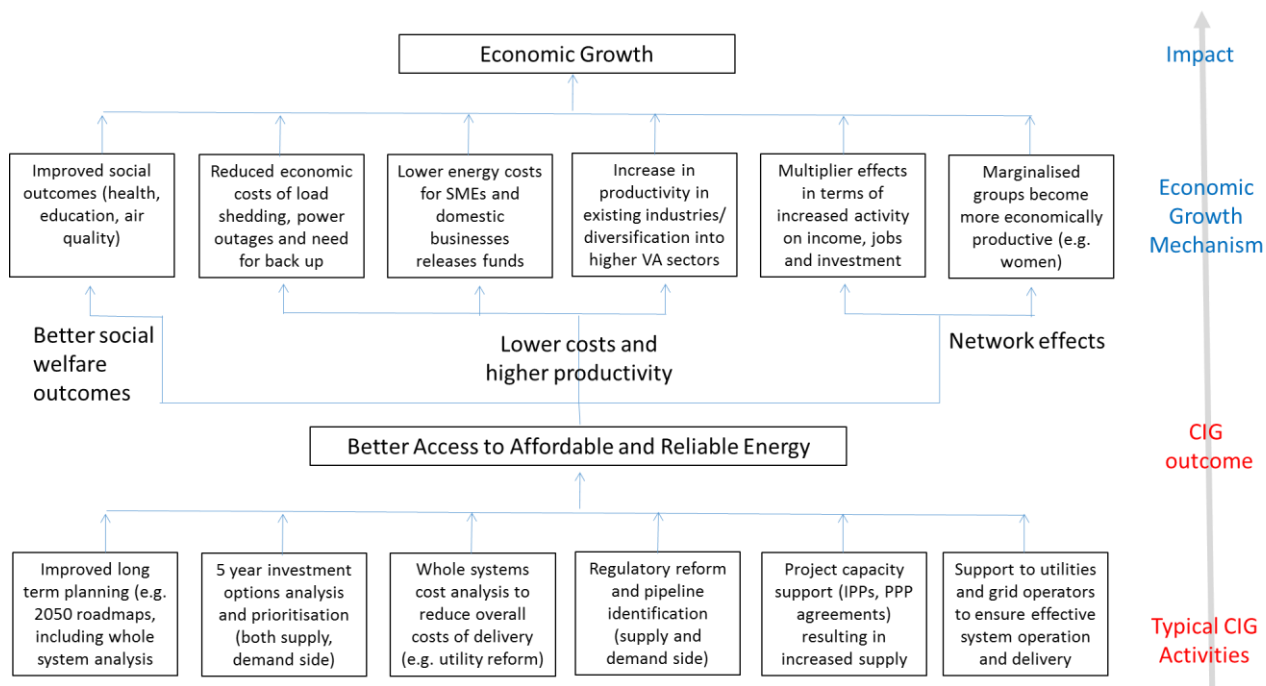 Economic Growth
Impact
Improved social
outcomes (health,
education, air
quality)
Reduced economic
costs of load
shedding, power
outages and need
for back up
Lower energy costs
for SMEs and
domestic
businesses
releases funds
Increase in
productivity in
existing industries/
diversification into
higher VA sectors
Multiplier effects
in terms of
increased activity
on income, jobs
and investment
Marginalised
groups become
more economically
productive (e.g.
women)
Economic
Growth
Mechanism
Better social
welfare
outcomes
Lower costs and
higher productivity
Network effects
Better Access to Affordable and Reliable Energy
CIG
outcome
Improved long
term planning (e.g.
2050 roadmaps,
including whole
system analysis
5 year investment
options analysis
and prioritisation
(both supply,
demand side)
Whole systems
cost analysis to
reduce overall
costs of delivery
(e.g. utility reform)
Regulatory reform
and pipeline
identification
(supply and
demand side)
Project capacity
support (IPPs, PPP
agreements)
resulting in
increased supply
Support to utilities
and grid operators
to ensure effective
system operation
and delivery
Typical CIG
Activities